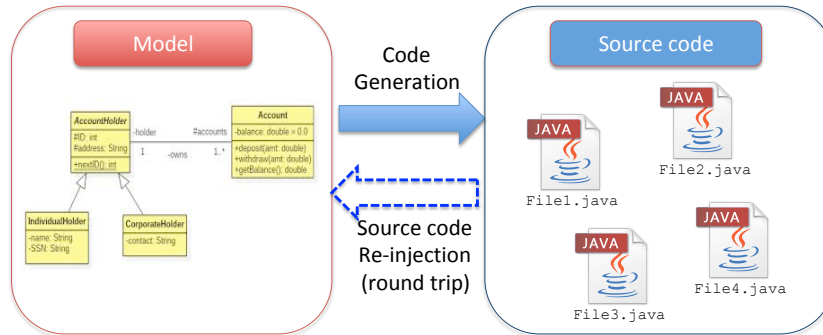 Model
AccountHolder
#ID: int
#address: String
+nextID(): int
-holder
#accounts
1
-owns
1..*
Account
-balance: double = 0.0
+deposit(amt: double)
+withdraw(amt: double)
+getBalance(): double
IndividualHolder
-name: String
-SSN: String
CorporateHolder
-contact: String
Code
Generation
Source code
Re-injection
(round trip)
Source code
JAVA
File1.java
JAVA
File2.java
JAVA
File3.java
JAVA
File4.java